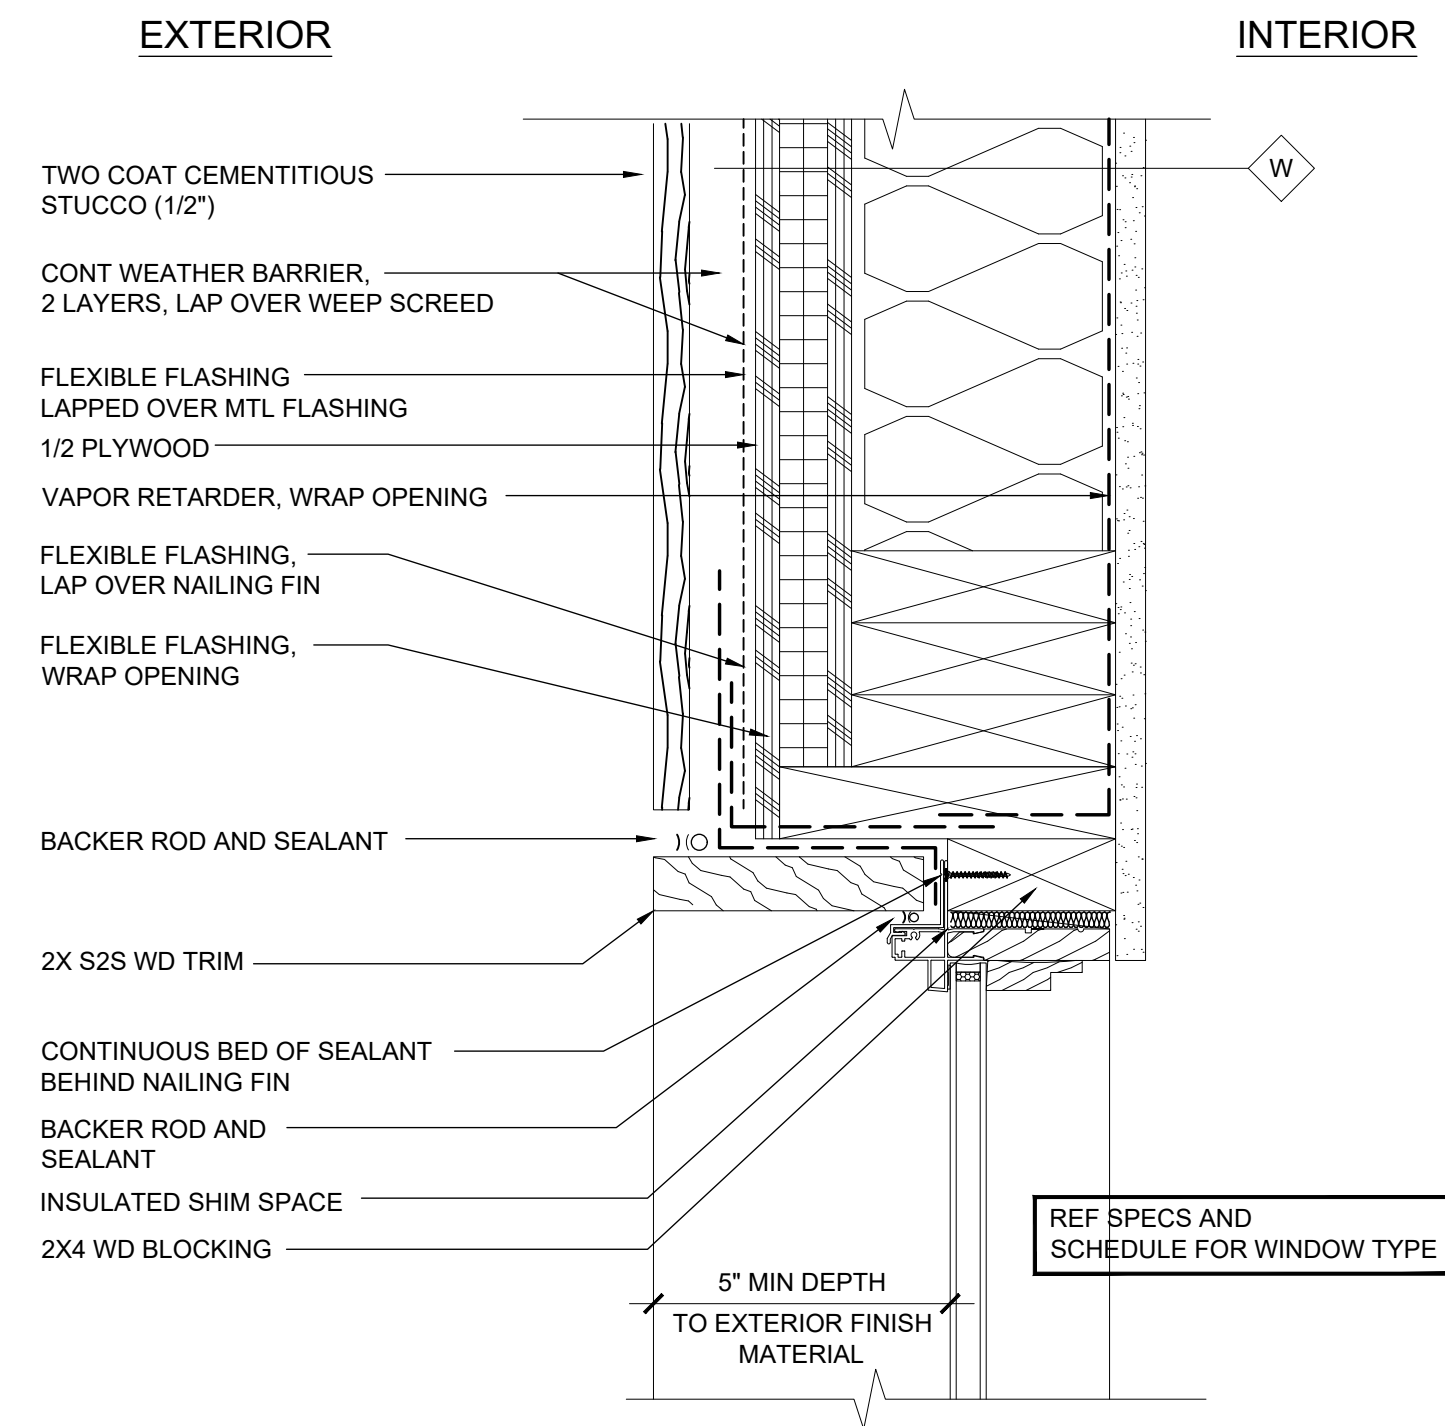 EXTERIOR
INTERIOR
TWO COAT CEMENTITIOUS
STUCCO (1/2")
W
CONT WEATHER BARRIER,
2 LAYERS, LAP OVER WEEP SCREED
FLEXIBLE FLASHING
LAPPED OVER MTL FLASHING
1/2 PLYWOOD
VAPOR RETARDER, WRAP OPENING
FLEXIBLE FLASHING,
LAP OVER NAILING FIN
FLEXIBLE FLASHING,
WRAP OPENING
BACKER ROD AND SEALANT
2X S2S WD TRIM
CONTINUOUS BED OF SEALANT
BEHIND NAILING FIN
BACKER ROD AND
SEALANT
INSULATED SHIM SPACE
2X4 WD BLOCKING
REF SPECS AND
SCHEDULE FOR WINDOW TYPE
5" MIN DEPTH
TO EXTERIOR FINISH
MATERIAL